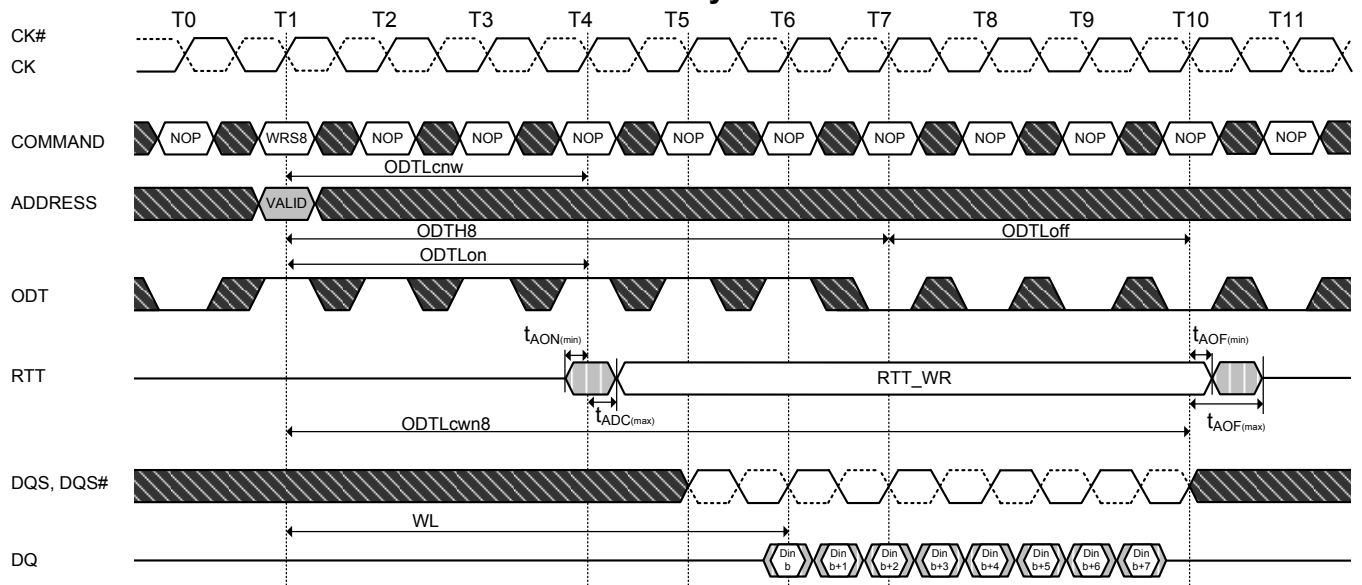 T0 T1 T2 T3 T4 T5 T6 T7 T8 T9 T10 T11
CK#
CK
COMMAND NOP WRS8 NOP NOP NOP NOP NOP NOP NOP NOP NOP NOP
ODTLcnw
ADDRESS VALID
ODTH8 ODTLoff
ODTLon
ODT
tAON(min) tAOF(min)
RTT RTT_WR
tADC(max) tAOF(max)
ODTLcwn8
DQS, DQS#
WL
DQ Din b Din b+1 Din b+2 Din b+3 Din b+4 Din b+5 Din b+6 Din b+7